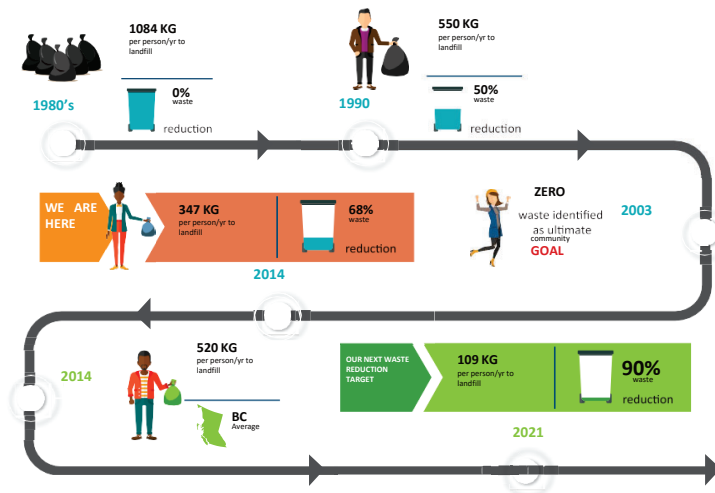 1084 KG
per person/yr to
landfill
0%
waste
reduction
1980's
550 KG
per person/yr to
landfill
50%
waste
reduction
1990
ZERO
waste identified
as ultimate
community
GOAL
2003
WE ARE
HERE
347 KG
per person/yr to
landfill
68%
waste
reduction
2014
2014
520 KG
per person/yr to
landfill
BC
Average
OUR NEXT WASTE
REDUCTION
TARGET
109 KG
per person/yr to
landfill
90%
waste
reduction
2021